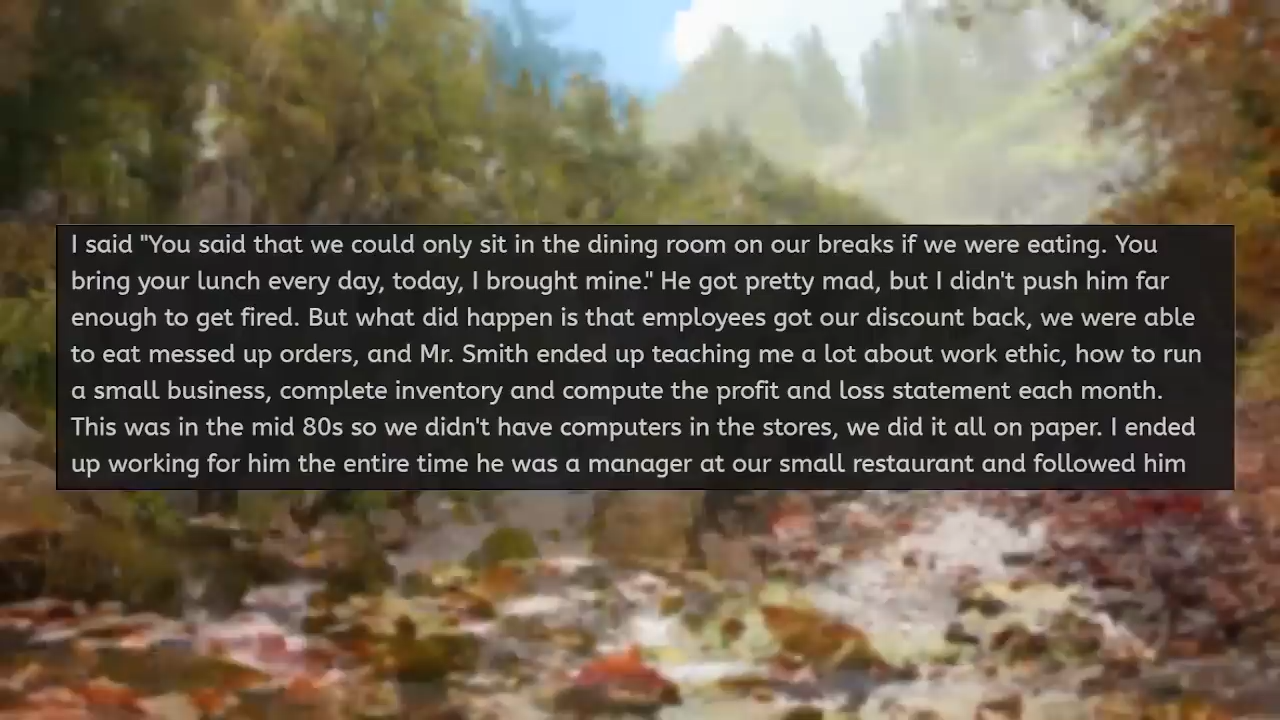 I said "You said that we could only sit in the dining room on our breaks if we were eating. You
bring your lunch every day, today, I brought mine." He got pretty mad, but I didn't push him far
enough to get fired. But what did happen is that employees got our discount back, we were able
to eat messed up orders, and Mr. Smith ended up teaching me a lot about work ethic, how to run
a small business, complete inventory and compute the profit and loss statement each month.
This was in the mid 80s so we didn't have computers in the stores, we did it all on paper. I ended
up working for him the entire time he was a manager at our small restaurant and followed him